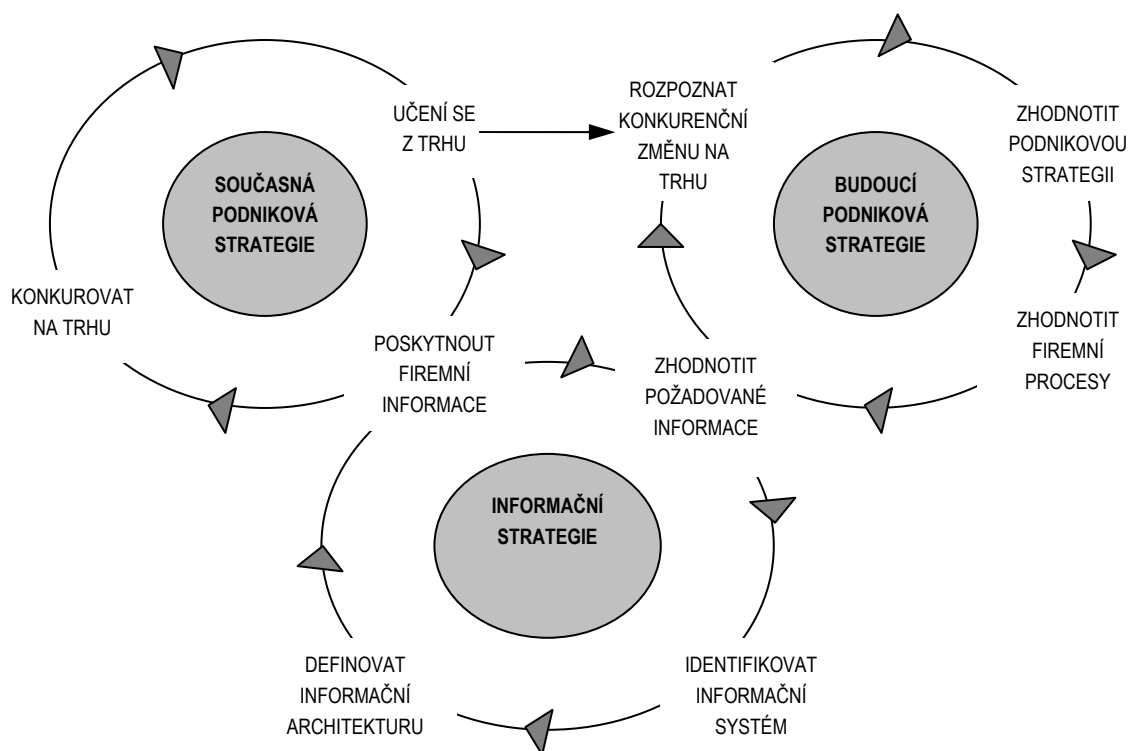 UČENÍ SE
Z TRHU
ROZPOZNAT
KONKURENČNÍ
ZMĚNU NA
TRHU
ZHODNOTIT
PODNIKOVOU
STRATEGII
SOUČASNÁ
PODNIKOVÁ
STRATEGIE
BUDOUCÍ
PODNIKOVÁ
STRATEGIE
KONKUROVAT
NA TRHU
POSKYTNOUT
FIREMNÍ
INFORMACE
ZHODNOTIT
POŽADOVANÉ
INFORMACE
ZHODNOTIT
FIREMNÍ
PROCESY
INFORMAČNÍ
STRATEGIE
DEFINOVAT
INFORMAČNÍ
ARCHITEKTURU
IDENTIFIKOVAT
INFORMAČNÍ
SYSTÉM